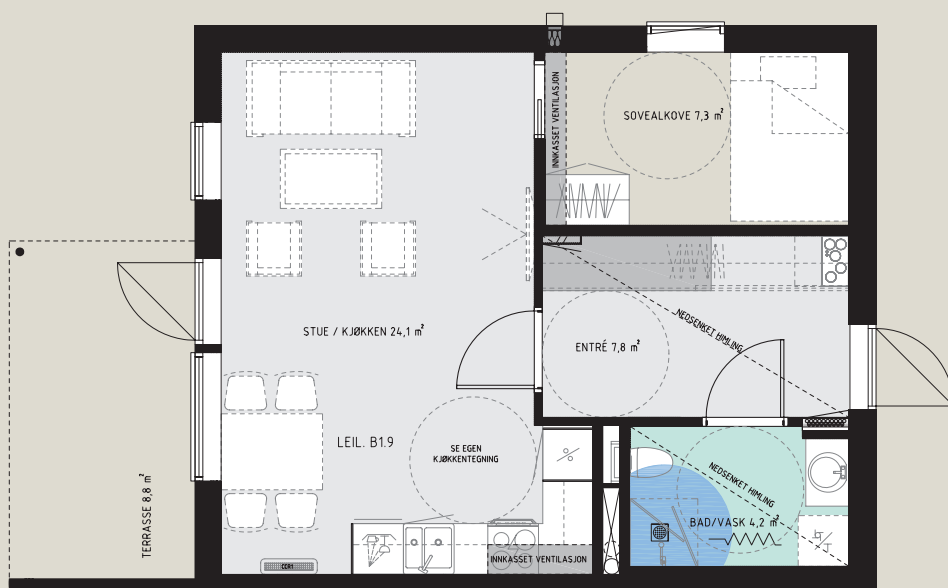 INNKASSET VENTILASJON
SOVEALKOVE 7,3 m²
STUE / KJØKKEN 24,1 m²
NEDSENKET HIMLING
ENTRÉ 7,8 m²
LEIL. B1.9
SE EGEN
KJØKKENTEGNING
TERRASSE 8,8 m²
NEDSENKET HIMLING
BAD/VASK 4,2 m²
INNKASSET VENTILASJON